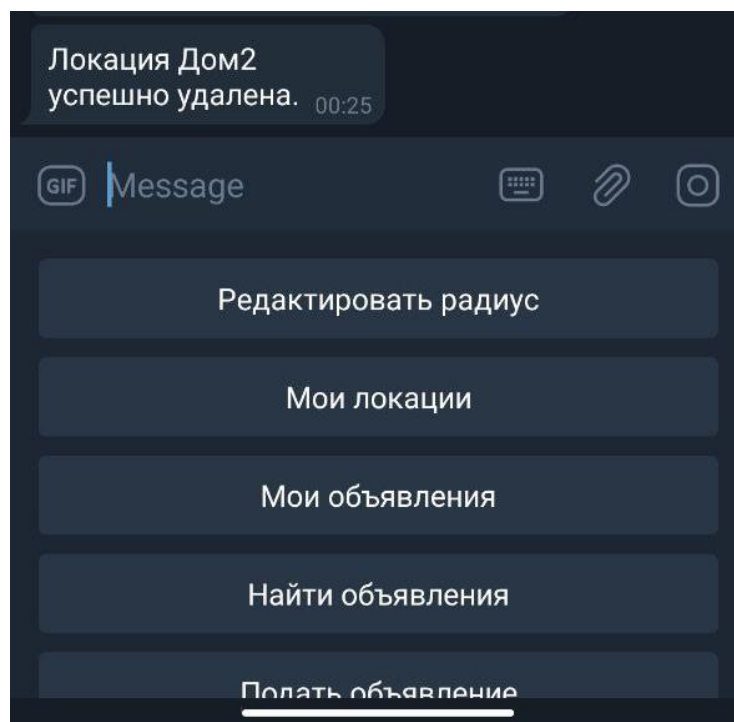 Локация Дом2
успешно удалена. 00:25
GIF Message
Редактировать радиус
Мои локации
Мои объявления
Найти объявления
Подать объявление